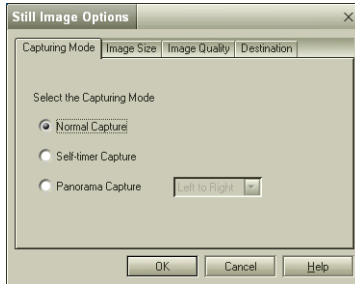 Still Image Options
Capturing Mode Image Size Image Quality Destination
Select the Capturing Mode
Normal Capture
Self-timer Capture
Panorama Capture Left to Right
OK Cancel Help